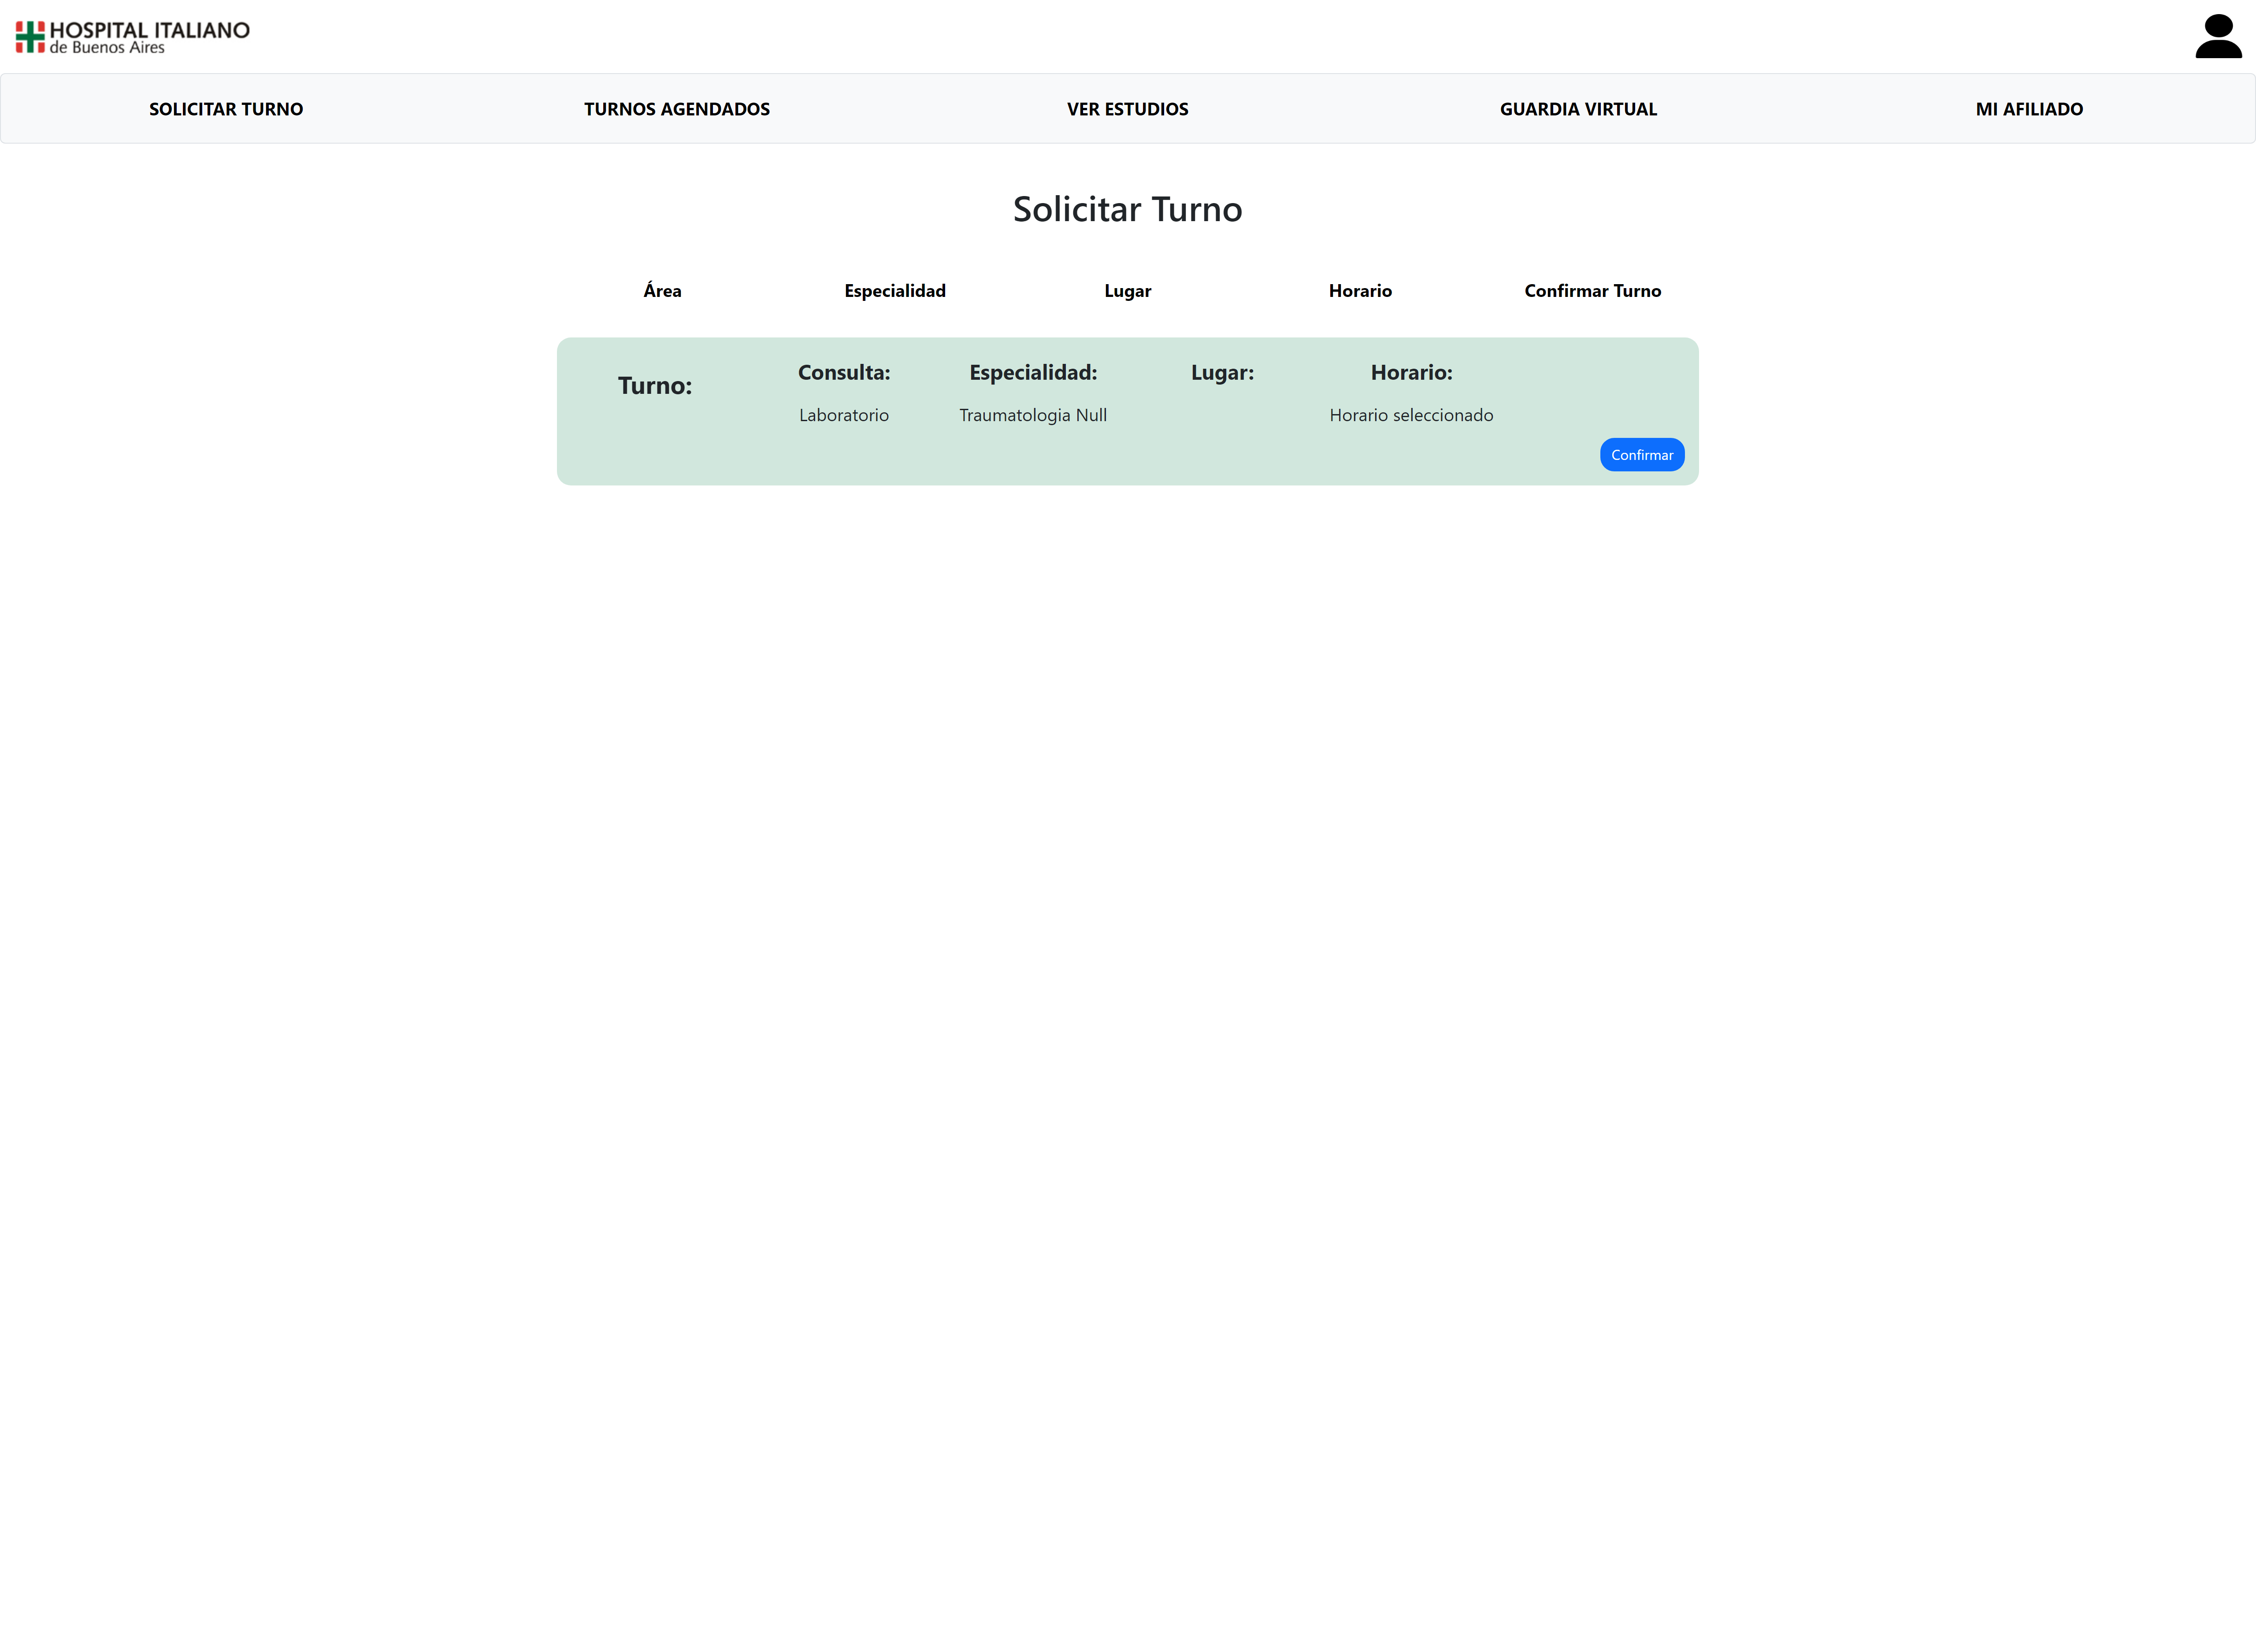 HOSPITAL ITALIANO
de Buenos Aires
SOLICITAR TURNO TURNOS AGENDADOS VER ESTUDIOS GUARDIA VIRTUAL MI AFILIADO
Solicitar Turno
Área Especialidad Lugar Horario Confirmar Turno
Turno: Consulta: Especialidad: Lugar: Horario:
Laboratorio Traumatologia Null Horario seleccionado
Confirmar